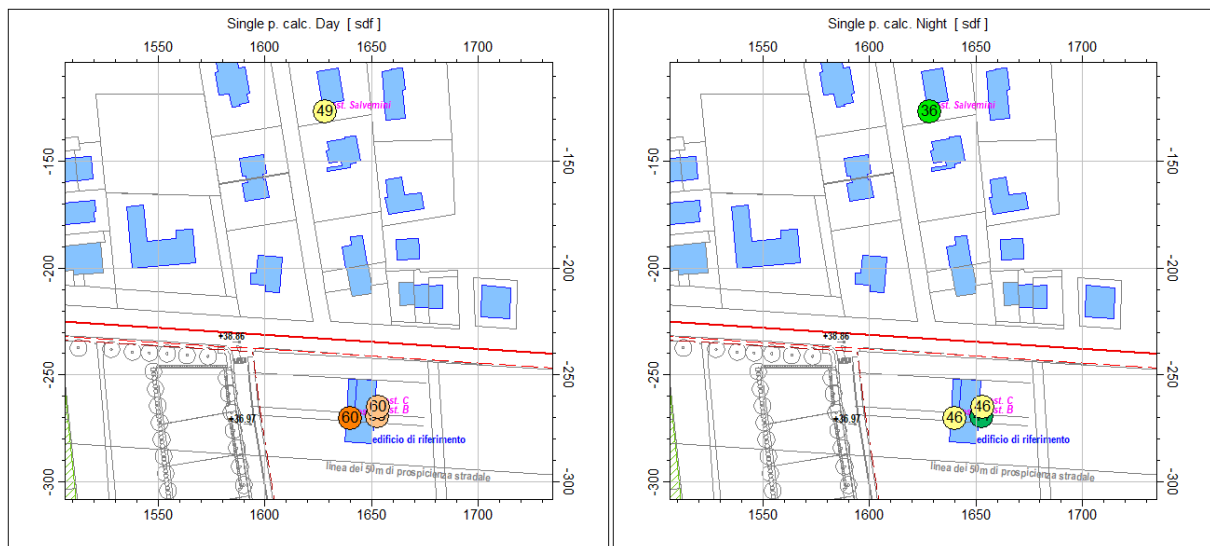 Single p. calc. Day [ sdf ]
1550 1600 1650 1700
49
st. Salvemini
-150 -150
-200 -200
+38.86
-250 -250
60
st. C
60
st. B
+36.97
edificio di riferimento
linea dei 50m di prospicienza stradale
-300 -300
1550 1600 1650 1700
Single p. calc. Night [ sdf ]
1550 1600 1650 1700
36
st. Salvemini
-150 -150
-200 -200
+38.86
-250 -250
46
st. C
46
st. B
+36.97
edificio di riferimento
linea dei 50m di prospicienza stradale
-300 -300
1550 1600 1650 1700